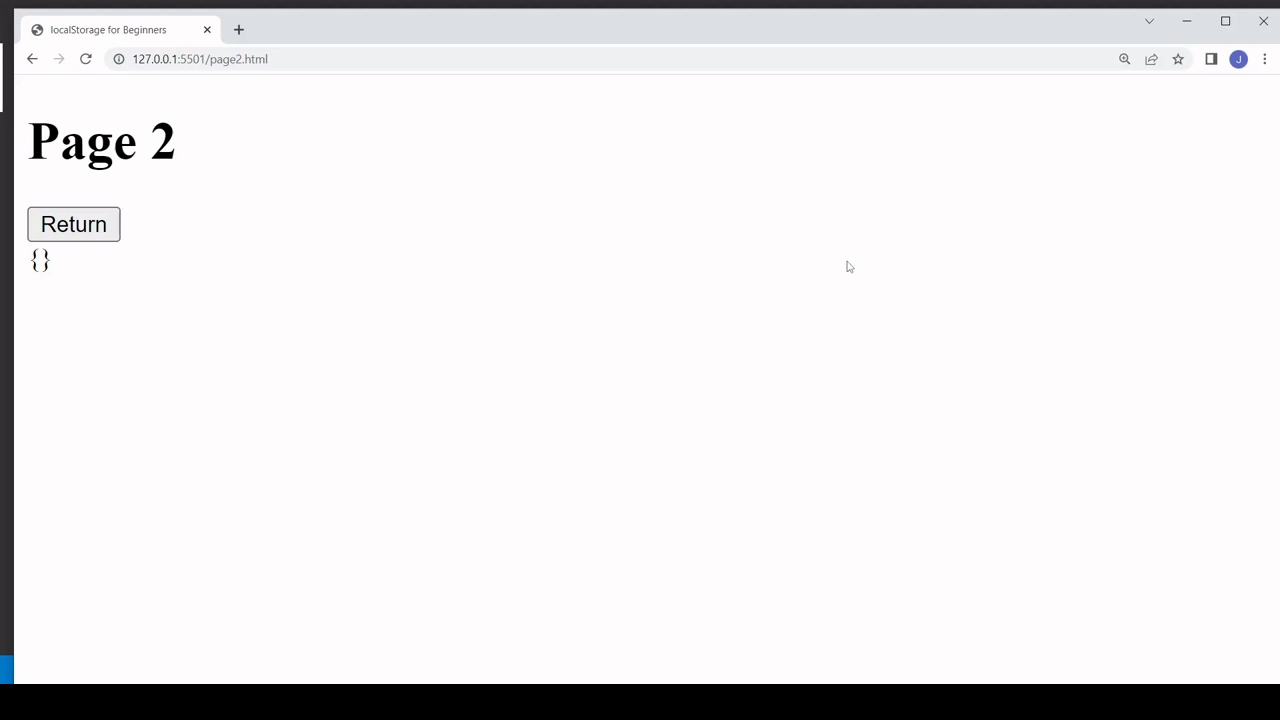 localStorage for Beginners
127.0.0.1:5501/page2.html
J
Page 2
Return
{}